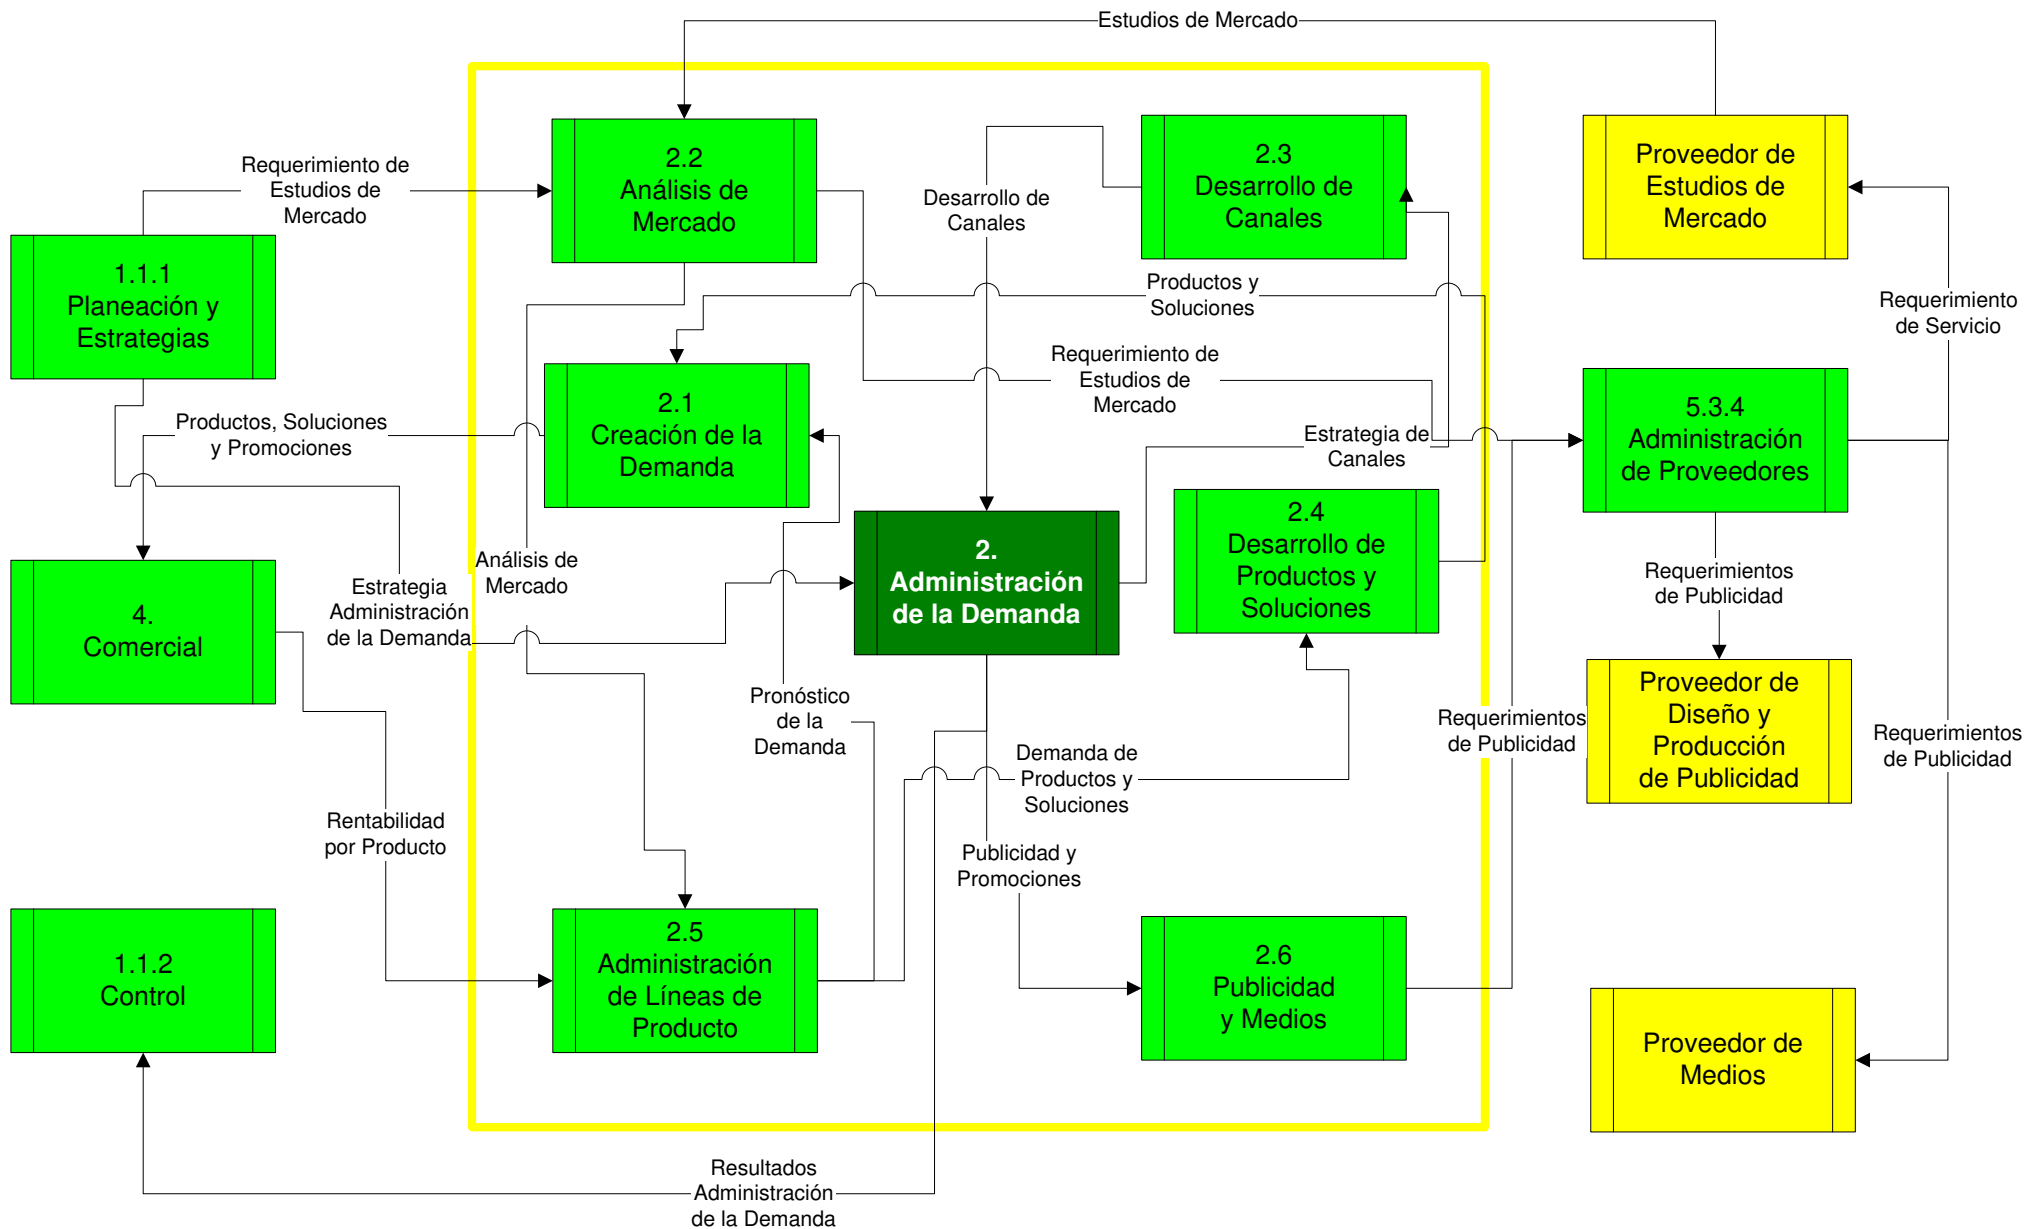 Estudios de Mercado
2.2
Análisis de
Mercado
2.3
Desarrollo de
Canales
Proveedor de
Estudios de
Mercado
Requerimiento de
Estudios de
Mercado
Desarrollo de
Canales
1.1.1
Planeación y
Estrategias
Productos y
Soluciones
Requerimiento
de Servicio
Requerimiento de
Estudios de
Mercado
2.1
Creación de la
Demanda
Productos, Soluciones
y Promociones
Estrategia de
Canales
5.3.4
Administración
de Proveedores
2.
Administración
de la Demanda
2.4
Desarrollo de
Productos y
Soluciones
Análisis de
Mercado
Estrategia
Administración
de la Demanda
4.
Comercial
Requerimientos
de Publicidad
Proveedor de
Diseño y
Producción
de Publicidad
Pronóstico
de la
Demanda
Requerimientos
de Publicidad
Requerimientos
de Publicidad
Demanda de
Productos y
Soluciones
Rentabilidad
por Producto
Publicidad y
Promociones
1.1.2
Control
2.5
Administración
de Líneas de
Producto
2.6
Publicidad
y Medios
Proveedor de
Medios
Resultados
Administración
de la Demanda